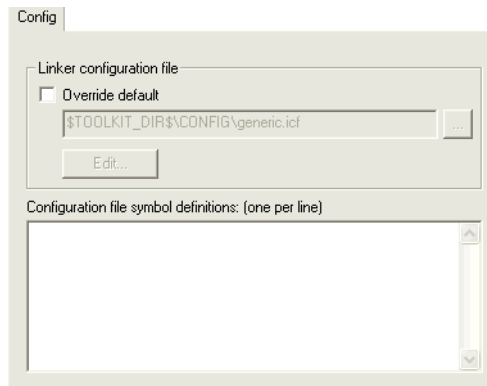 Config
Linker configuration file
Override default
$TOOLKIT_DIR$\CONFIG\generic.icf
...
Edit...
Configuration file symbol definitions: (one per line)